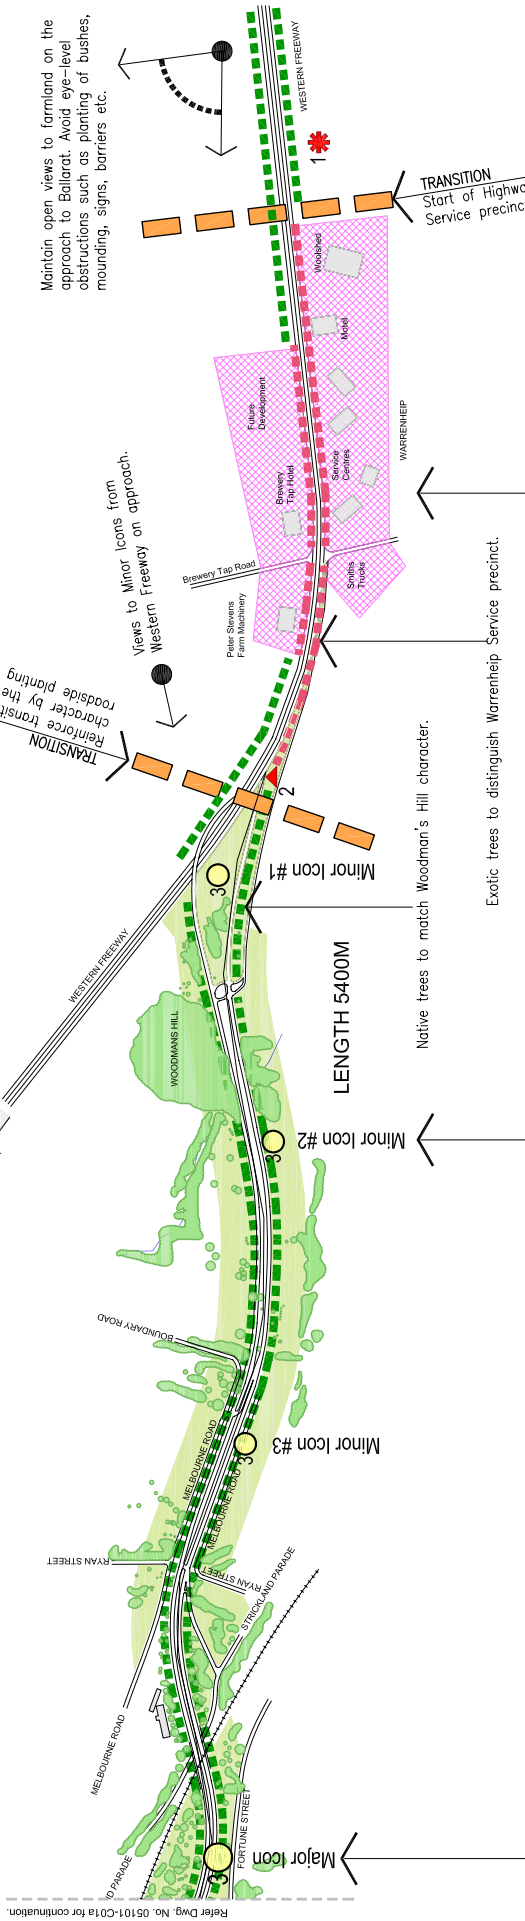 Maintain open views to farmland on the
approach to Ballarat. Avoid eye-level
obstructions such as planting of bushes,
mounding, signs, barriers etc.
WESTERN FREEWAY
1
TRANSITION
Start of
Service
Woolshed
Motel
Future
Development
WARRENHEIP
Service
Centres
Brewery
Tap Hotel
Brewery Tap Road
Smiths
Trucks
Peter Stevens
Farm Machinery
Views to Minor Icons from
Western Freeway on approach.
TRANSITION
Reinforce
character by the
roadside planting
2
3
Minor Icon #1
Exotic trees to distinguish Warrenheip Service precinct.
Native trees to match Woodman's Hill character.
WESTERN FREEWAY
WOODMANS HILL
LENGTH 5400M
3
Minor Icon #2
BOUNDARY ROAD
MELBOURNE ROAD
3
Minor Icon #3
MELBOURNE ROAD
RYAN STREET
RYAN STREET
STRICKLAND PARADE
MELBOURNE ROAD
FORTUNE STREET
3
Major Icon
PARADE
Refer Dwg. No. 05101-C01a for continuation.